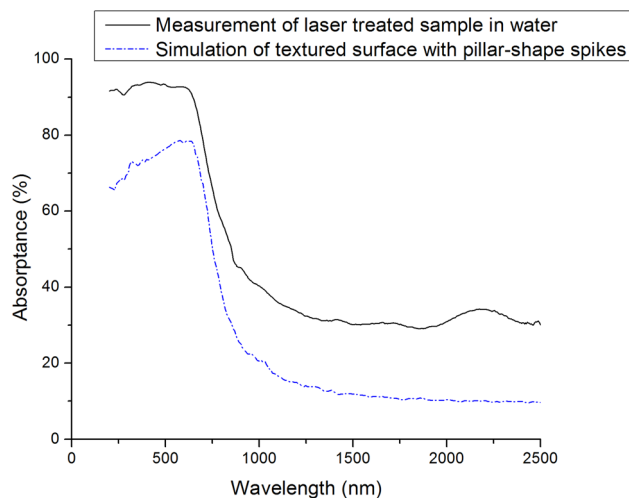 Measurement of laser treated sample in water
Simulation of textured surface with pillar-shape spikes
100
80
60
40
20
0
Absorptance (%)
0 500 1000 1500 2000 2500
Wavelength (nm)